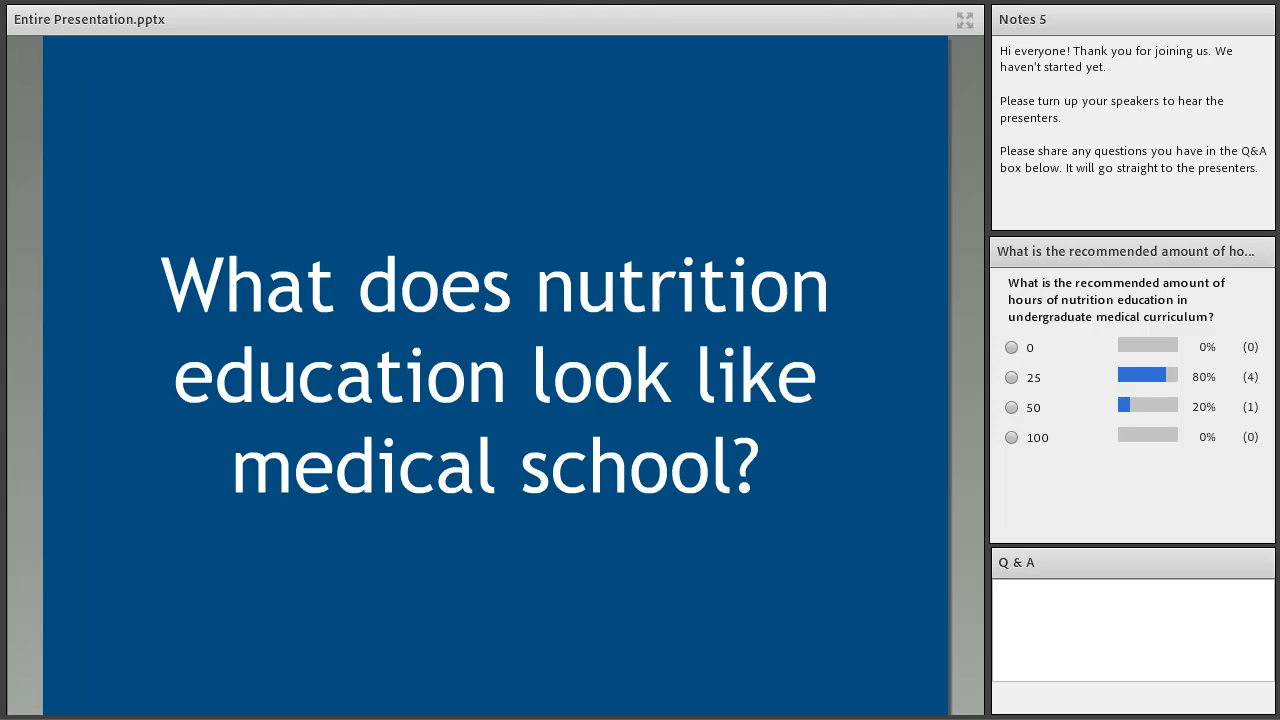 Entire Presentation.pptx
What does nutrition
education look like
medical school?
Notes 5
Hi everyone! Thank you for joining us. We
haven't started yet.
Please turn up your speakers to hear the
presenters.
Please share any questions you have in the Q&A
box below. It will go straight to the presenters.
What is the recommended amount of ho...
What is the recommended amount of
hours of nutrition education in
undergraduate medical curriculum?
0 0% (0)
25 80% (4)
50 20% (1)
100 0% (0)
Q & A